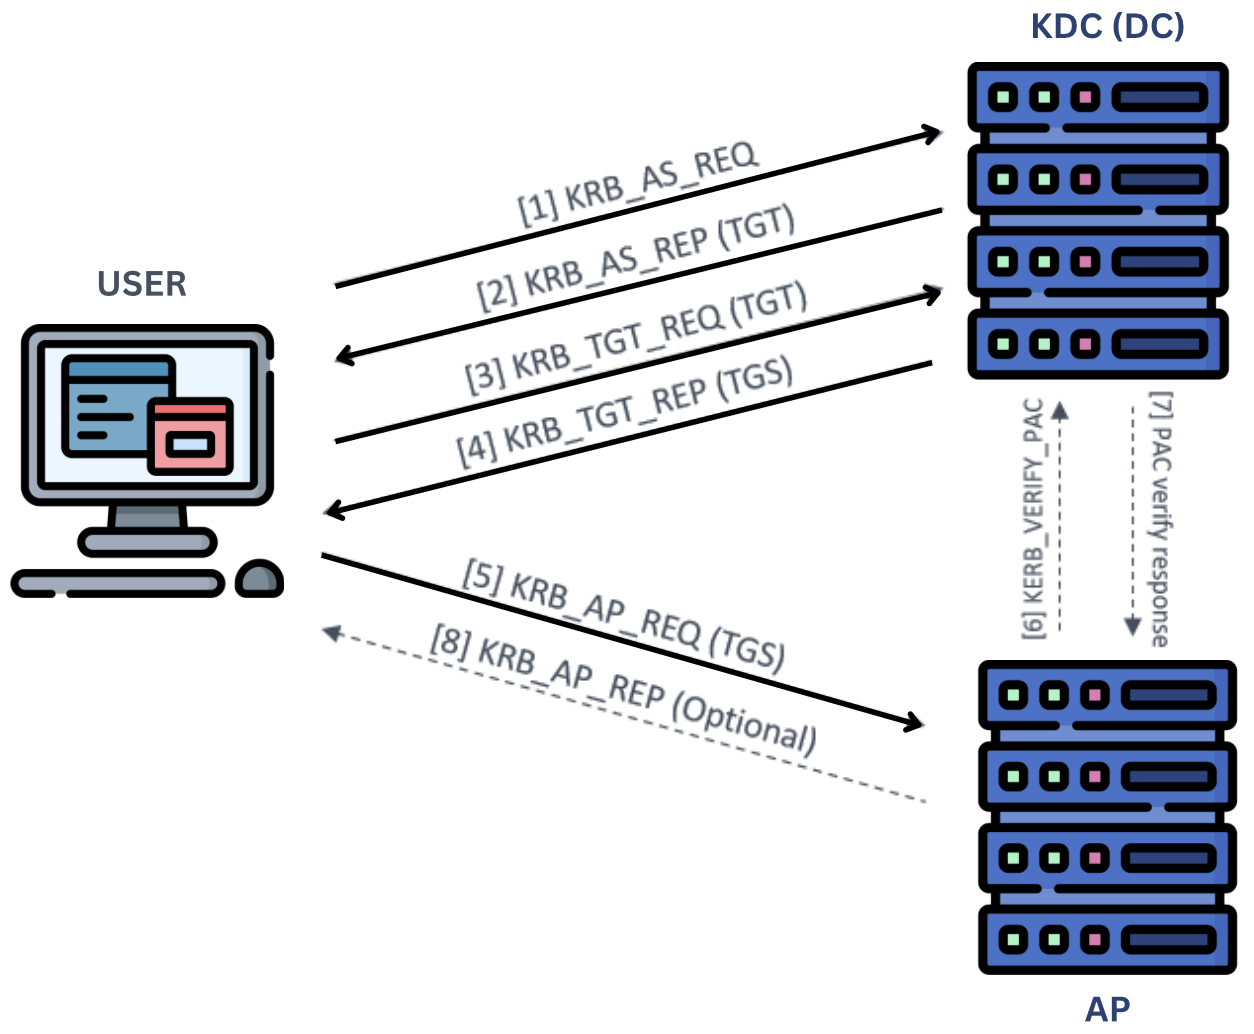 KDC (DC)
USER
[1] KRB_AS_REQ
[2] KRB_AS_REP (TGT)
[3] KRB_TGT_REQ (TGT)
[4] KRB_TGT_REP (TGS)
[5] KRB_AP_REQ (TGS)
[8] KRB_AP_REP (Optional)
[6] KERB_VERIFY_PAC
[7] PAC verify response
AP